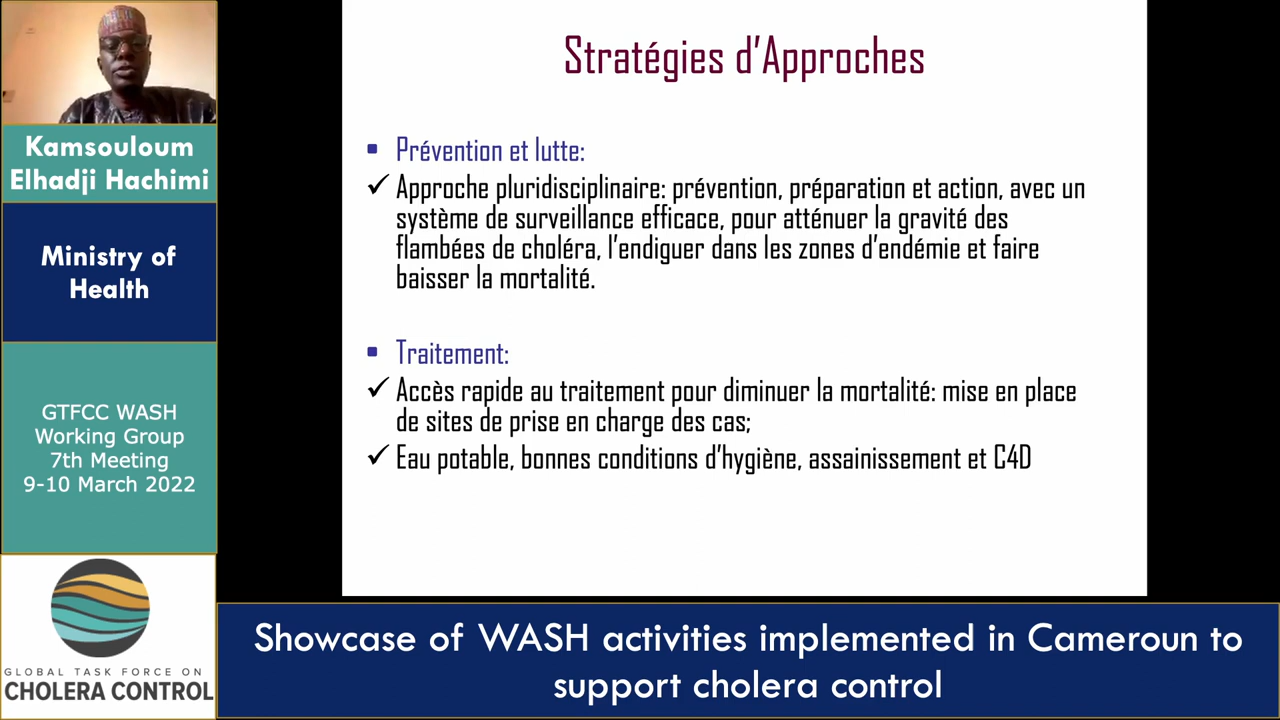 Kamsouloum
Elhadji Hachimi
Ministry of
Health
GTFCC WASH
Working Group
7th Meeting
9-10 March 2022
GLOBAL TASK FORCE ON
CHOLERA CONTROL
Stratégies d'Approches
▪ Prévention et lutte:
✓ Approche pluridisciplinaire: prévention, préparation et action, avec un
système de surveillance efficace, pour atténuer la gravité des
flambées de choléra, l'endiguer dans les zones d'endémie et faire
baisser la mortalité.
▪ Traitement:
✓ Accès rapide au traitement pour diminuer la mortalité: mise en place
de sites de prise en charge des cas;
✓ Eau potable, bonnes conditions d'hygiène, assainissement et C4D
Showcase of WASH activities implemented in Cameroun to
support cholera control